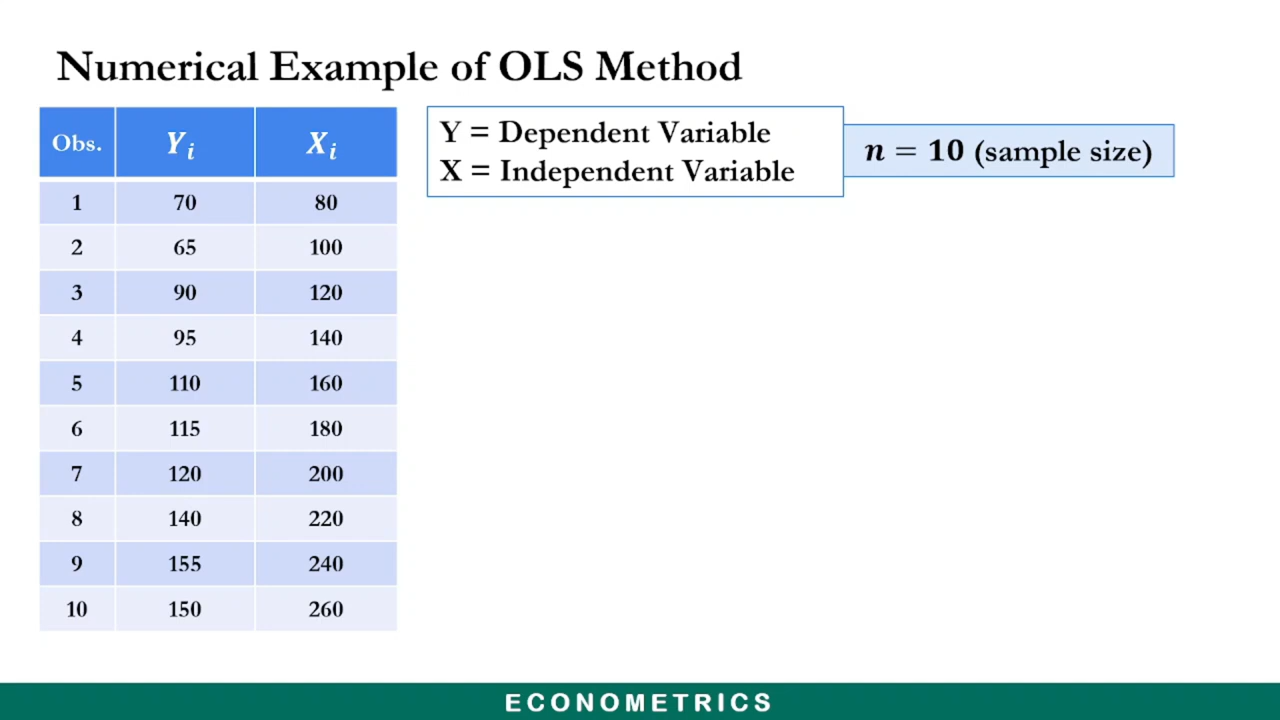 Numerical Example of OLS Method
Obs. Yᵢ Xᵢ
1 70 80
2 65 100
3 90 120
4 95 140
5 110 160
6 115 180
7 120 200
8 140 220
9 155 240
10 150 260
Y = Dependent Variable
X = Independent Variable
n = 10 (sample size)
ECONOMETRICS